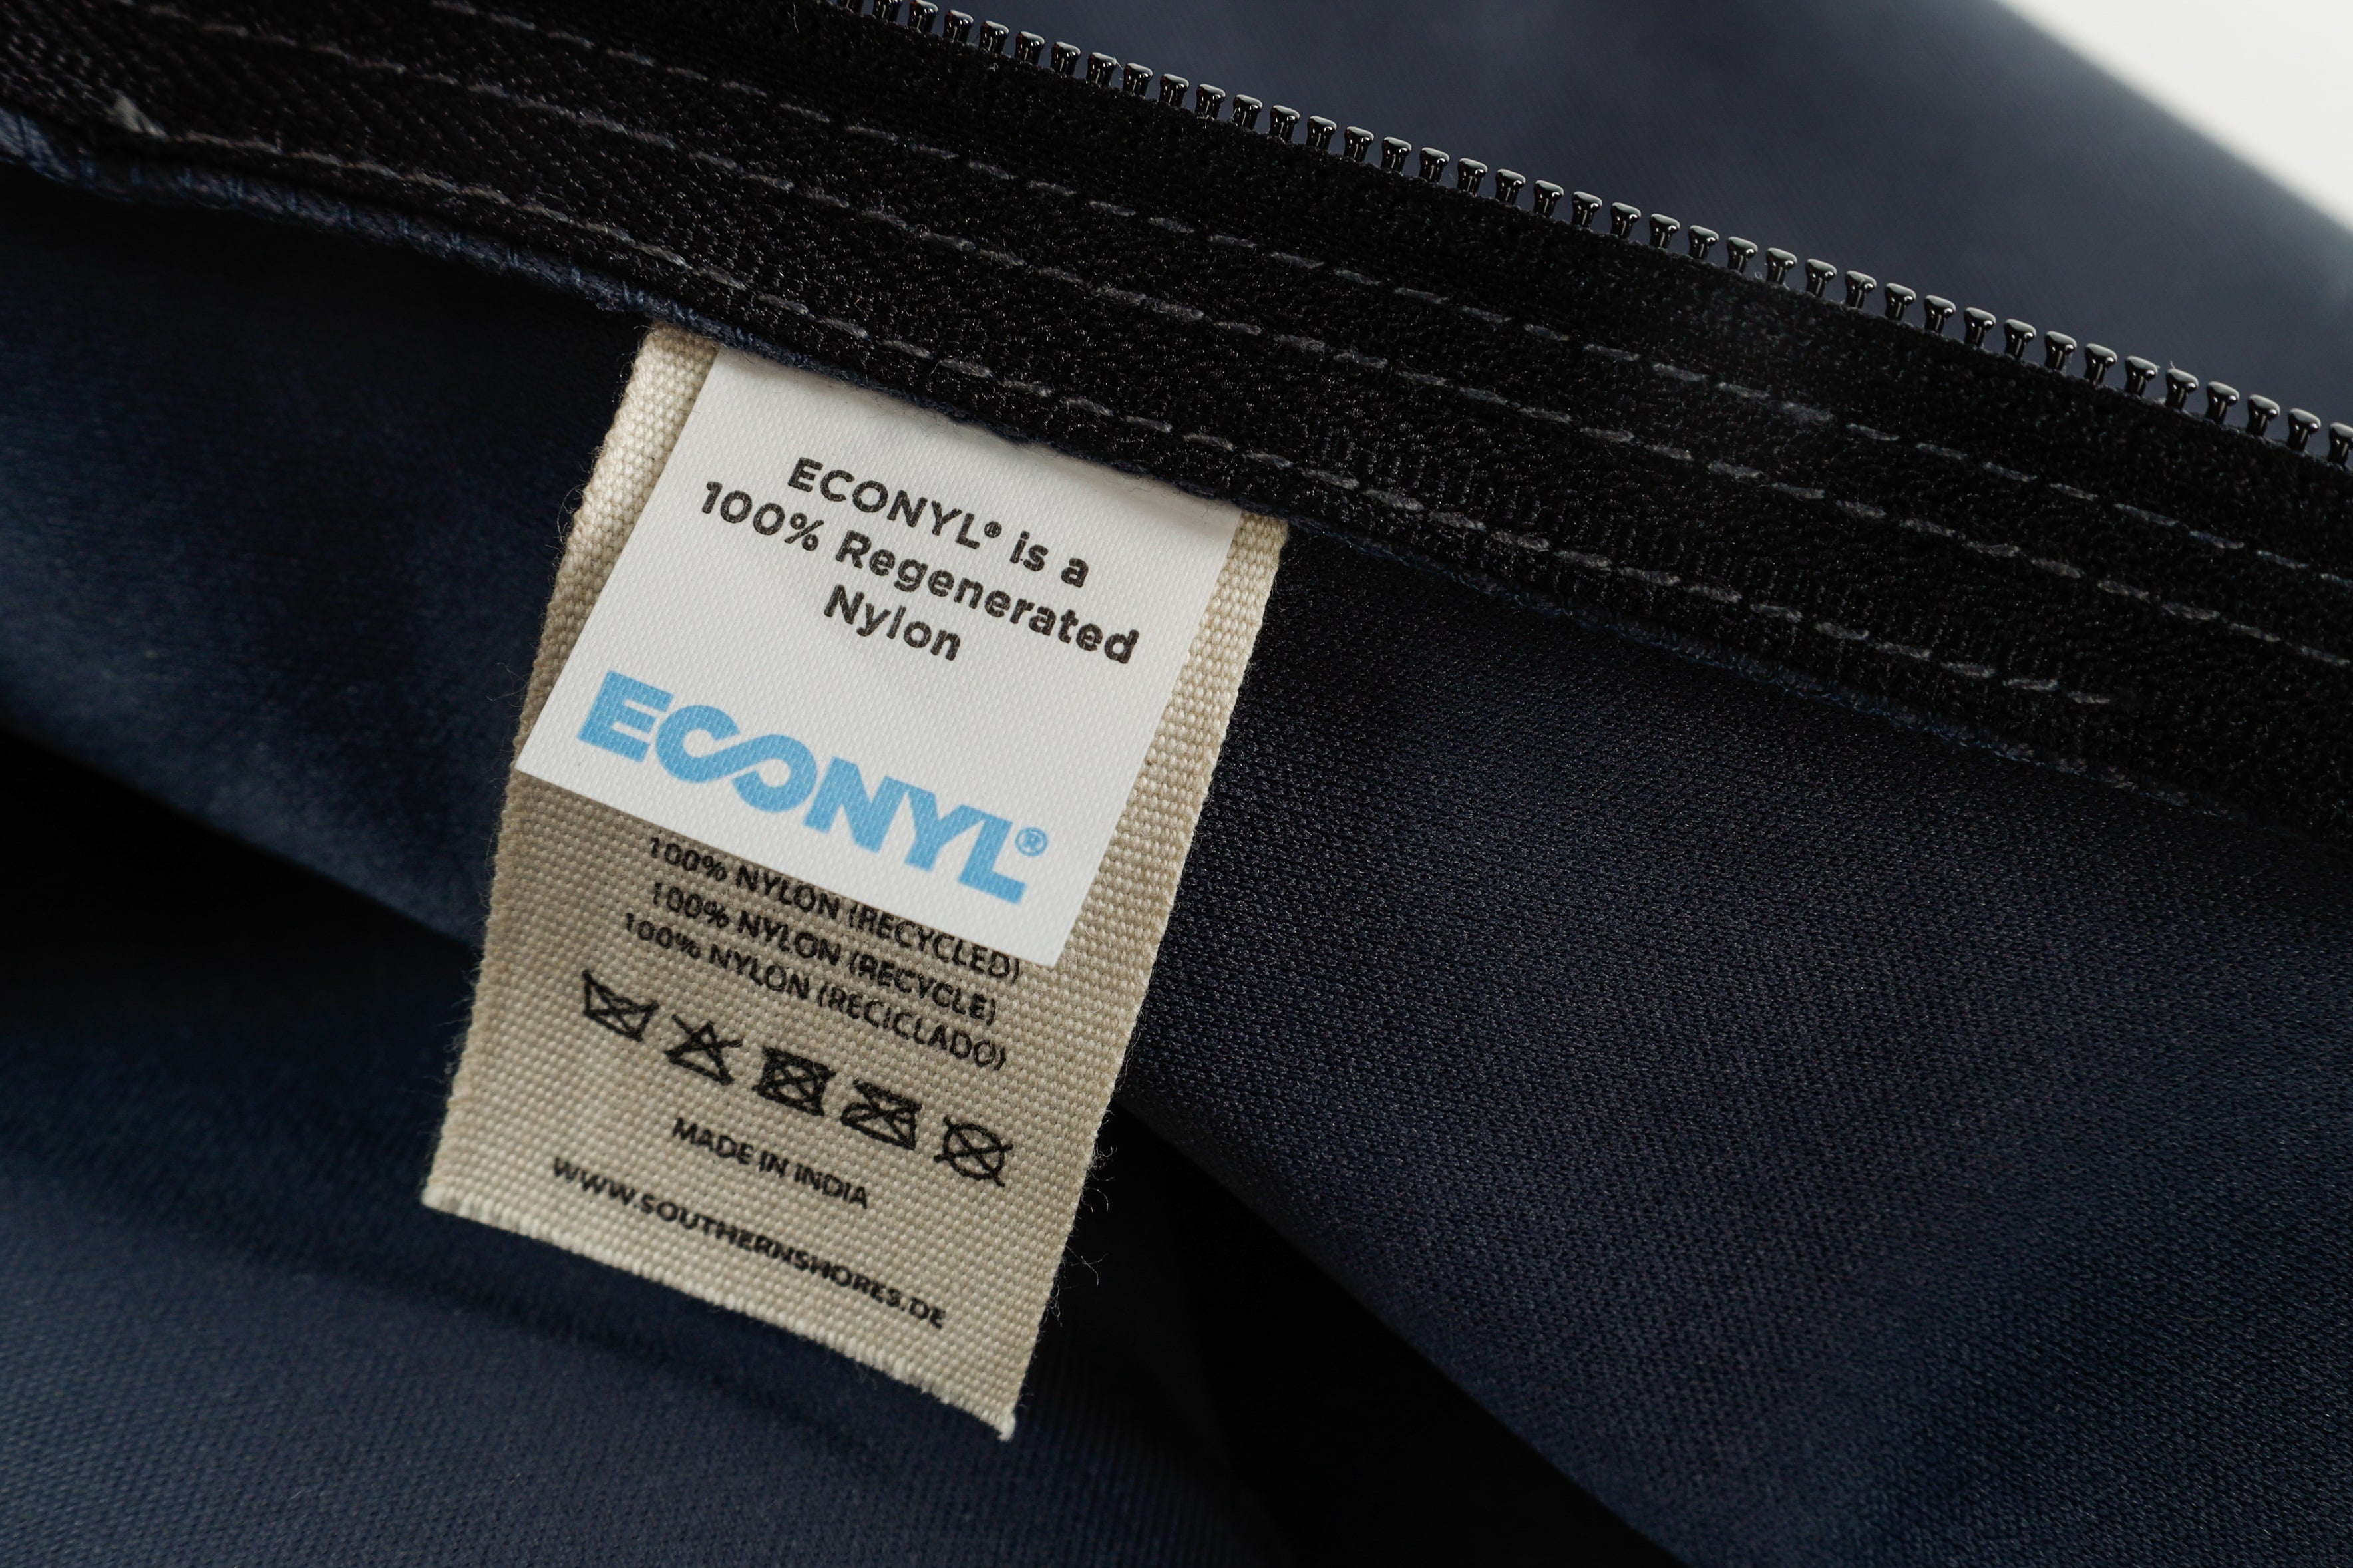 ECONYL® is a
100% Regenerated
Nylon
ECONYL®
100% NYLON (RECYCLED)
100% NYLON (RECYCLE)
100% NYLON (RECICLADO)
MADE IN INDIA
WWW.SOUTHERNSHORES.DE